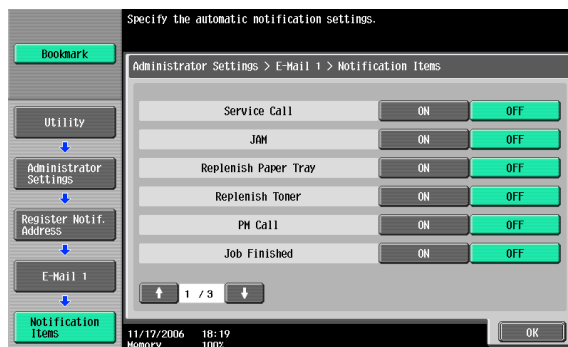 Specify the automatic notification settings.
Bookmark
Administrator Settings > E-Mail 1 > Notification Items
Utility
Administrator
Settings
Register Notif.
Address
E-Mail 1
Notification
Items
Service Call ON OFF
JAM ON OFF
Replenish Paper Tray ON OFF
Replenish Toner ON OFF
PM Call ON OFF
Job Finished ON OFF
1 / 3
11/17/2006 18:19
Memory 100%
OK